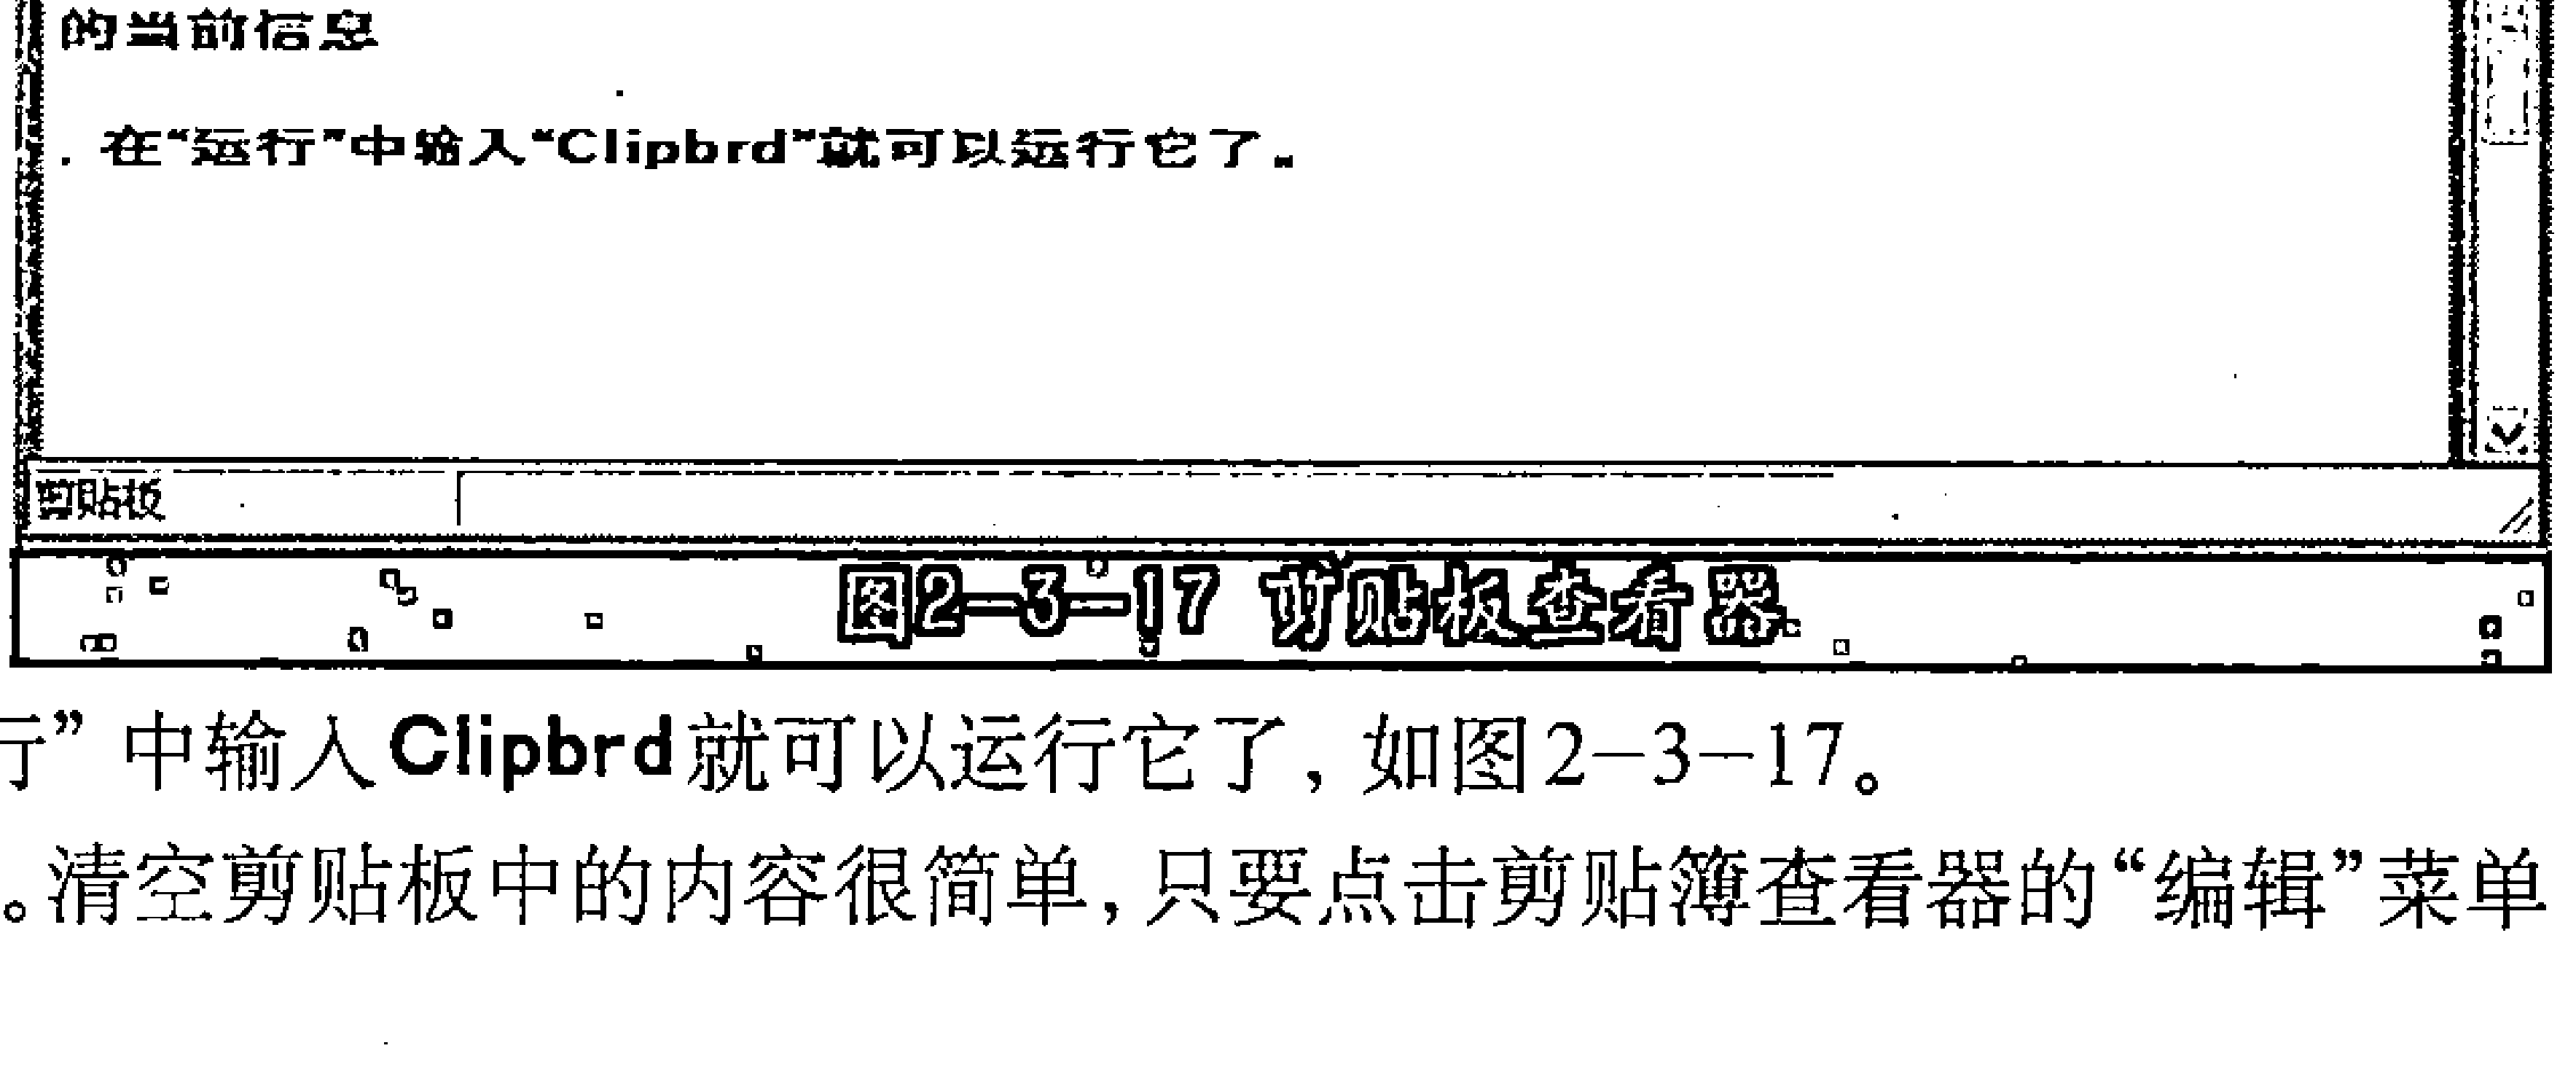 的当前信息
. 在“运行”中输入“Clipbrd”就可以运行它了。
剪贴板
图2-3-17 剪贴板查看器
行”中输入Clipbrd就可以运行它了, 如图2-3-17。
。清空剪贴板中的内容很简单,只要点击剪贴簿查看器的“编辑”菜单